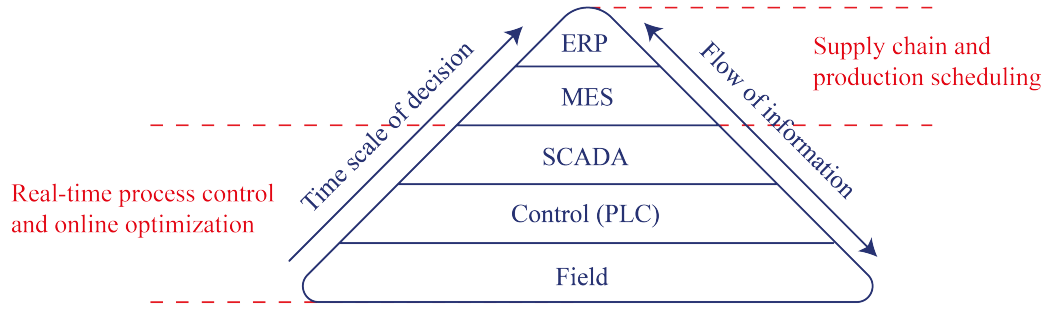 ERP
MES
SCADA
Control (PLC)
Field
Time scale of decision
Flow of information
Supply chain and
production scheduling
Real-time process control
and online optimization